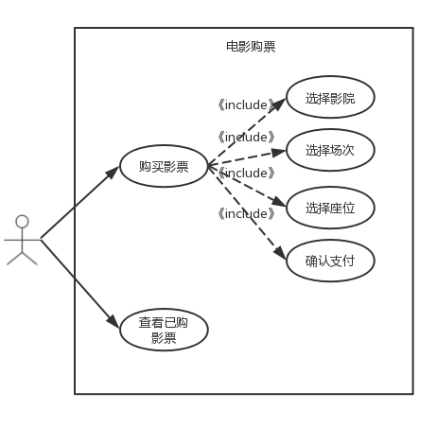 电影购票
《include》
选择影院
《include》
选择场次
购买影票
《include》
选择座位
《include》
确认支付
查看已购
影票